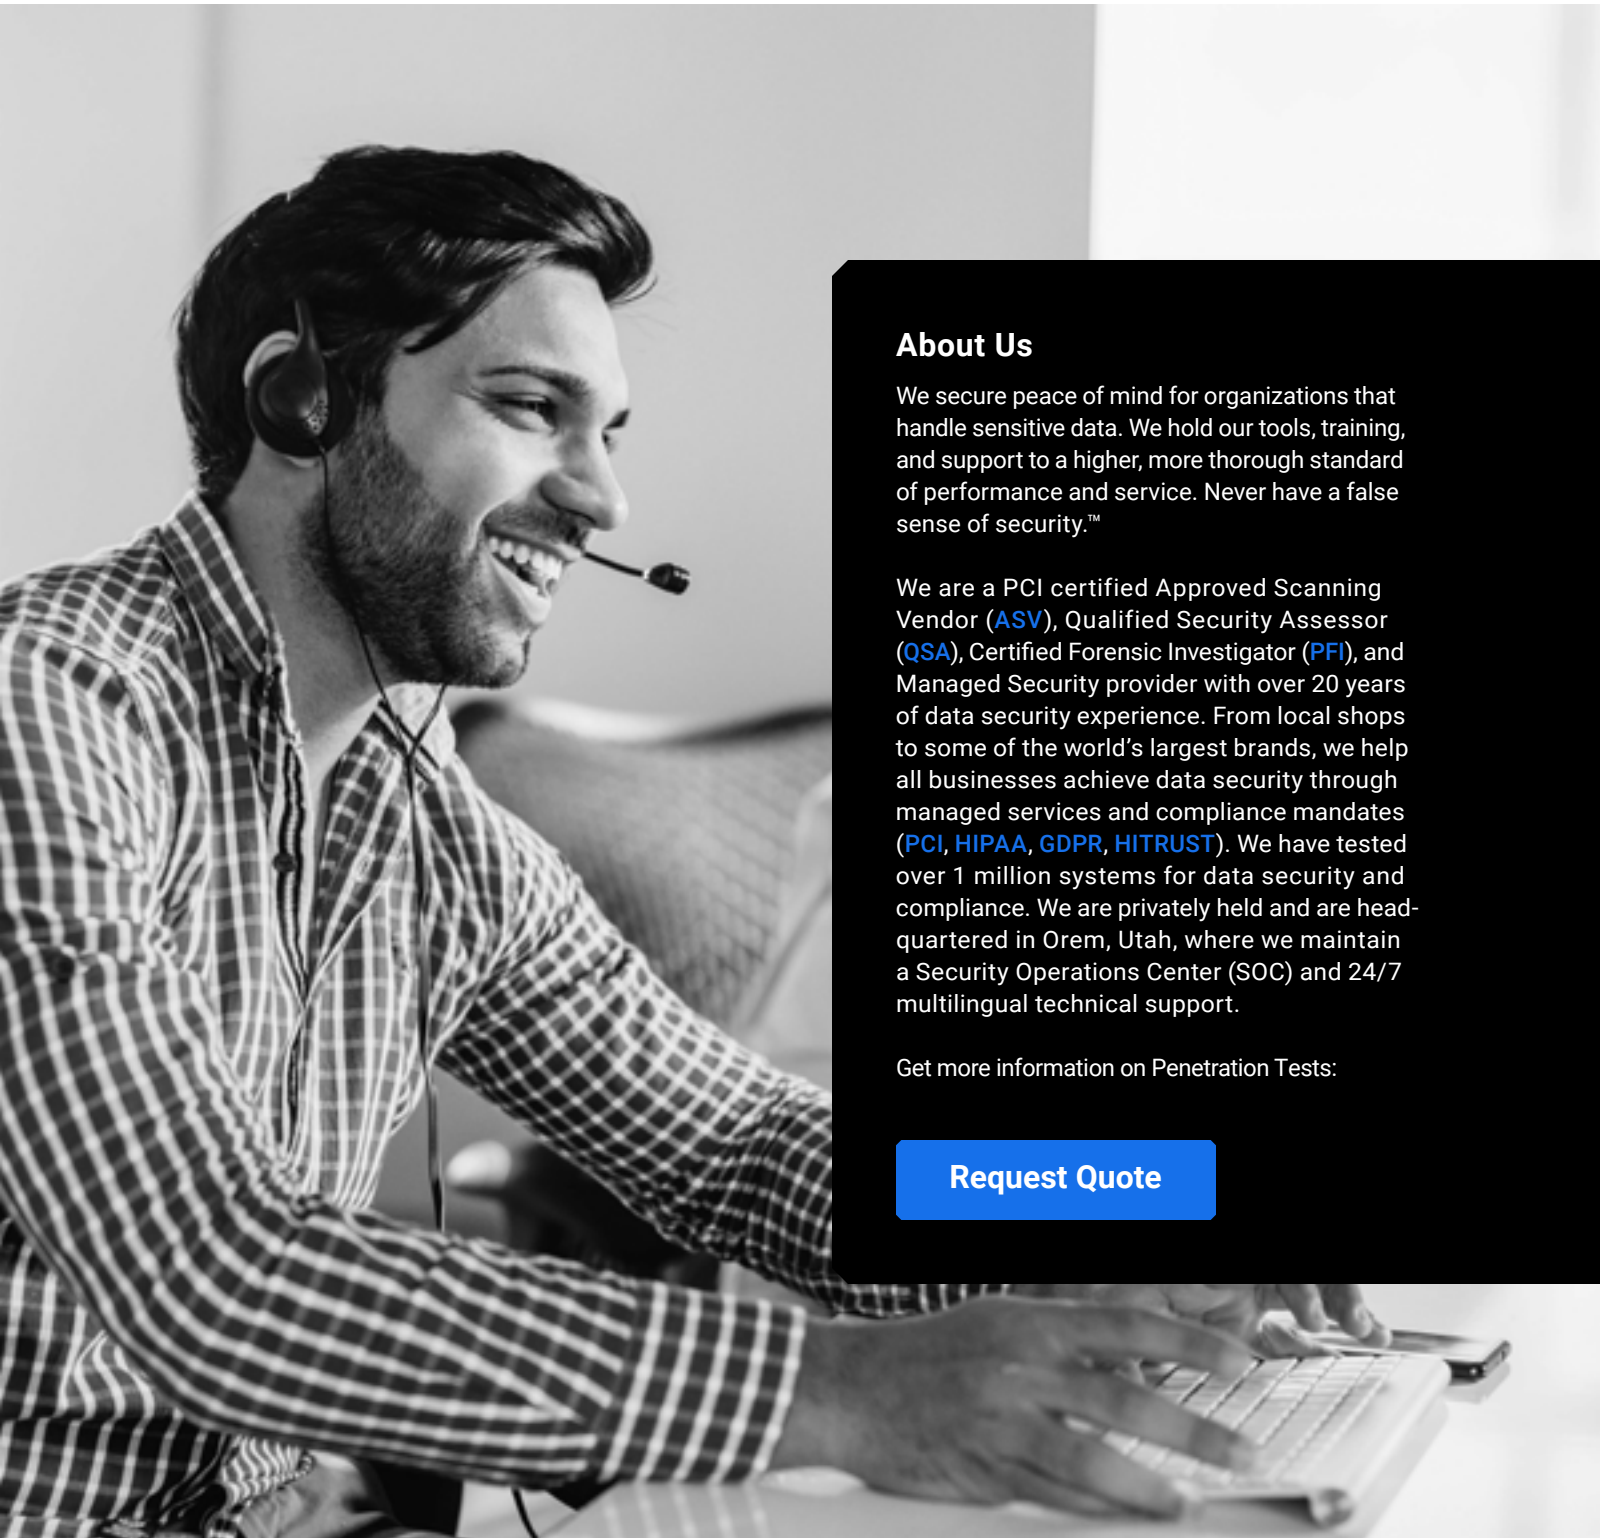 About Us
We secure peace of mind for organizations that
handle sensitive data. We hold our tools, training,
and support to a higher, more thorough standard
of performance and service. Never have a false
sense of security.™
We are a PCI certified Approved Scanning
Vendor (ASV), Qualified Security Assessor
(QSA), Certified Forensic Investigator (PFI), and
Managed Security provider with over 20 years
of data security experience. From local shops
to some of the world’s largest brands, we help
all businesses achieve data security through
managed services and compliance mandates
(PCI, HIPAA, GDPR, HITRUST). We have tested
over 1 million systems for data security and
compliance. We are privately held and are head-
quartered in Orem, Utah, where we maintain
a Security Operations Center (SOC) and 24/7
multilingual technical support.
Get more information on Penetration Tests:
Request Quote